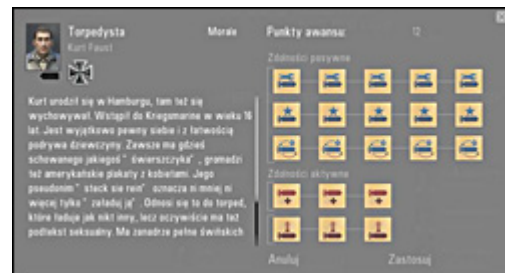 Torpedysta
Morale
Kurt Faust
Punkty awansu:
12
Zdolności pasywne
Kurt urodził się w Hamburgu, tam też się
wychowywał. Wstąpił do Kriegsmarine w wieku 16
lat. Jest wyjątkowo pewny siebie i z łatwością
podrywa dziewczyny. Zawsze ma gdzieś
schowanego jakiegoś "świerszczyka", gromadzi
też amerykańskie plakaty z kobietami. Jego
pseudonim "steck sie rein" oznacza ni mniej ni
więcej tylko "załaduj ją". Odnosi się to do torped,
które ładuje jak nikt inny, lecz oczywiście ma też
podtekst seksualny. Ma zanadrze pełne świńskich
Zdolności aktywne
Anuluj
Zastosuj